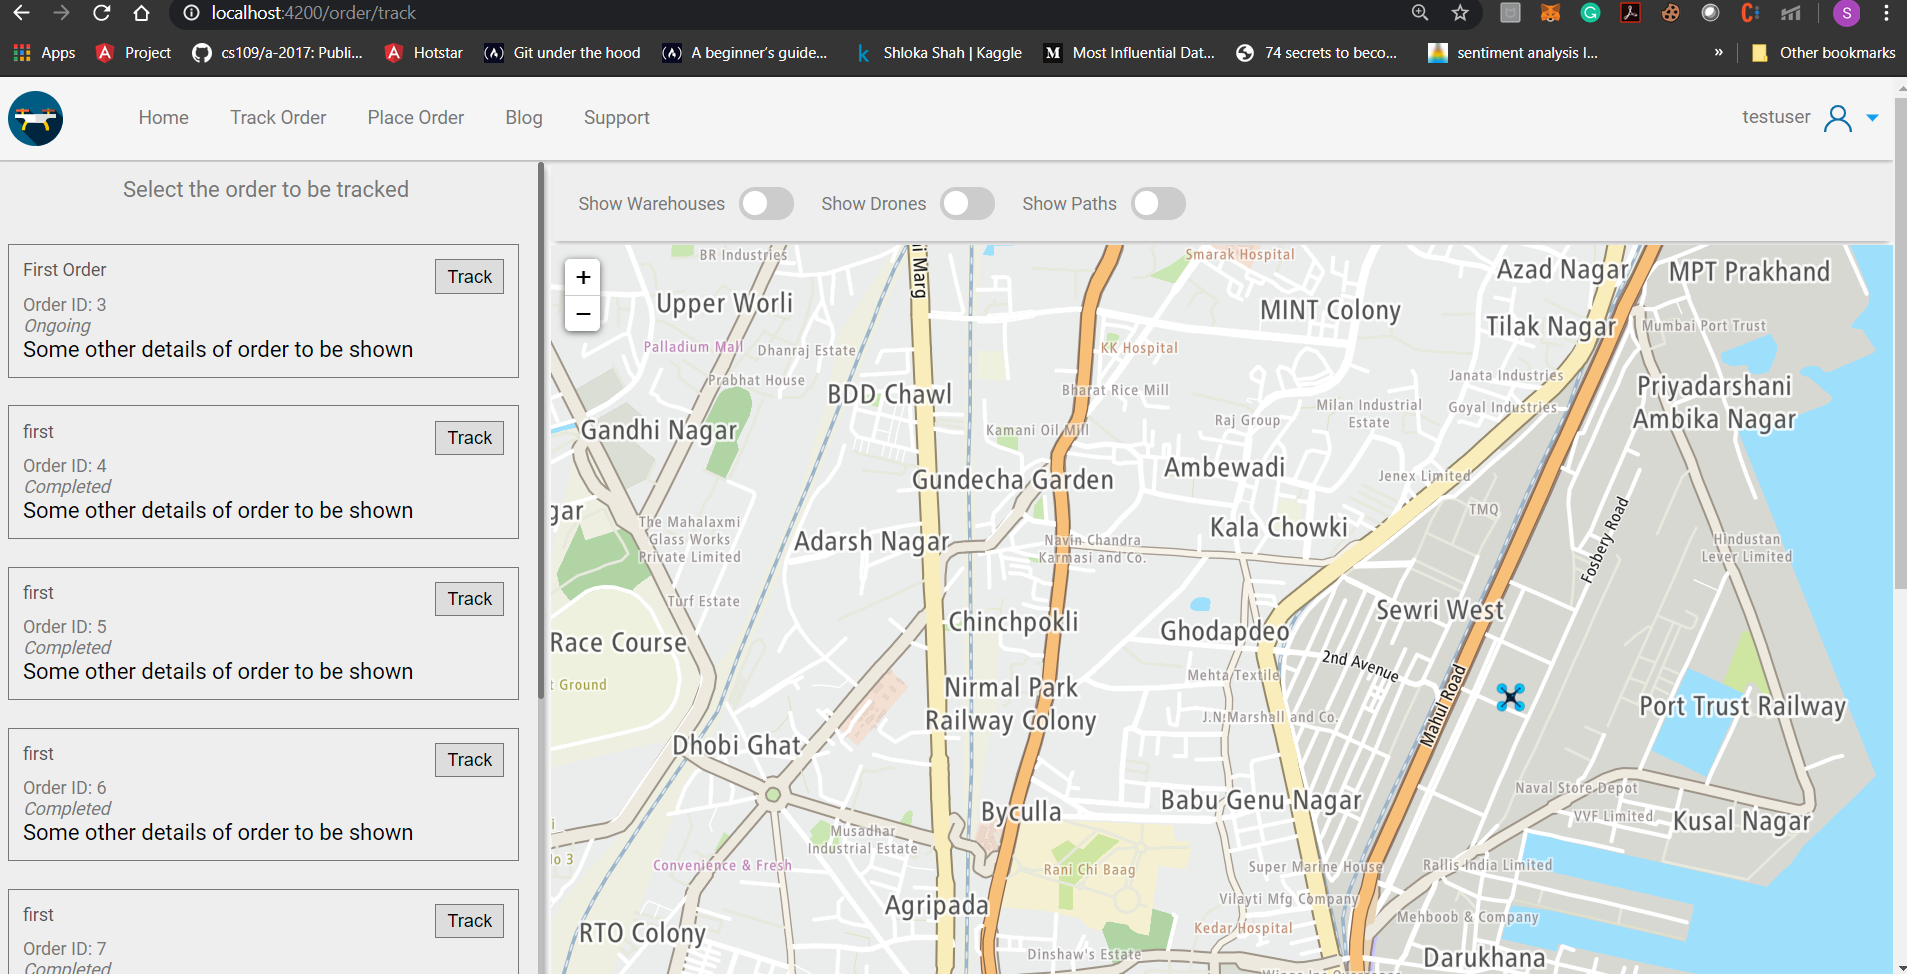 localhost:4200/order/track
S
Apps
Project
cs109/a-2017: Publi...
Hotstar
Git under the hood
A beginner's guide...
Shloka Shah | Kaggle
Most Influential Dat...
74 secrets to beco...
sentiment analysis I...
»
Other bookmarks
Home
Track Order
Place Order
Blog
Support
testuser
Select the order to be tracked
First Order
Track
Order ID: 3
Ongoing
Some other details of order to be shown
first
Track
Order ID: 4
Completed
Some other details of order to be shown
first
Track
Order ID: 5
Completed
Some other details of order to be shown
first
Track
Order ID: 6
Completed
Some other details of order to be shown
first
Track
Order ID: 7
Completed
Show Warehouses
Show Drones
Show Paths
+
−
BR Industries
Marg
Smarak Hospital
Azad Nagar
MPT Prakhand
Upper Worli
MINT Colony
Tilak Nagar
Mumbai Port Trust
Palladium Mall
Dhanraj Estate
KK Hospital
Prabhat House
BDD Chawl
Bharat Rice Mill
Janata Industries
Priyadarshani
Ambika Nagar
Milan Industrial
Estate
Goyal Industries
Raj Group
Gandhi Nagar
Kamani Oil Mill
Gundecha Garden
Ambewadi
Jenex Limited
gar
The Mahalaxmi
Glass Works
Private Limited
TMQ
Kala Chowki
Fosbery Road
Adarsh Nagar
Navin Chandra
Karmasi and Co.
Hindustan
Lever Limited
Turf Estate
Chinchpokli
Sewri West
Race Course
Ghodapdeo
2nd Avenue
t Ground
Nirmal Park
Railway Colony
Mehta Textile
Mahul Road
Port Trust Railway
J.N.Marshall and Co.
Dhobi Ghat
Naval Store Depot
Byculla
Babu Genu Nagar
VVF Limited
Kusal Nagar
Musadhar
Industrial Estate
lo 3
Convenience & Fresh
Rani Chi Baag
Super Marine House
Rallis India Limited
Agripada
Vilayti Mfg Company
Mehboob & Company
RTO Colony
Kedar Hospital
Dinshaw's Estate
Darukhana